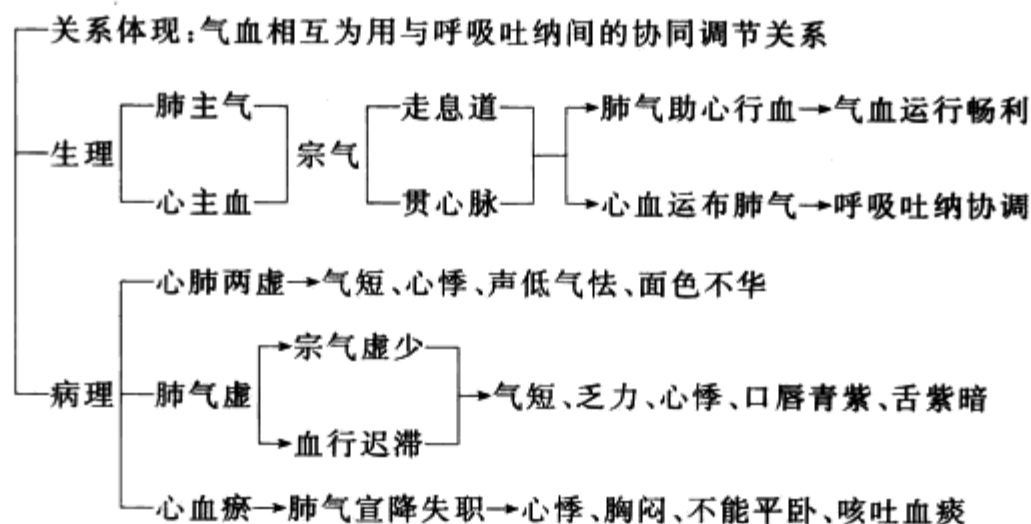 关系体现:气血相互为用与呼吸吐纳间的协同调节关系
肺主气 走息道 肺气助心行血 气血运行畅利
生理 宗气
心主血 贯心脉 心血运布肺气 呼吸吐纳协调
心肺两虚 气短、心悸、声低气怯、面色不华
宗气虚少
病理 肺气虚 气短、乏力、心悸、口唇青紫、舌紫暗
血行迟滞
心血瘀 肺气宣降失职 心悸、胸闷、不能平卧、咳吐血痰